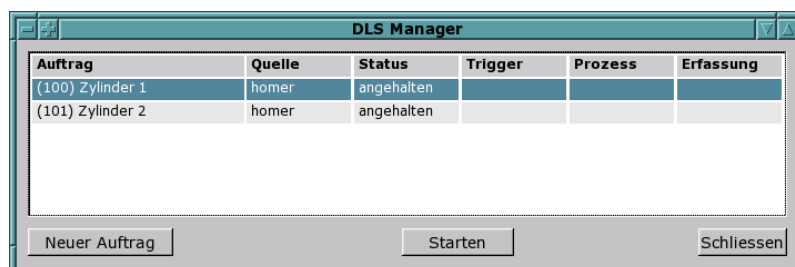 DLS Manager
Auftrag Quelle Status Trigger Prozess Erfassung
(100) Zylinder 1 homer angehalten
(101) Zylinder 2 homer angehalten
Neuer Auftrag Starten Schliessen